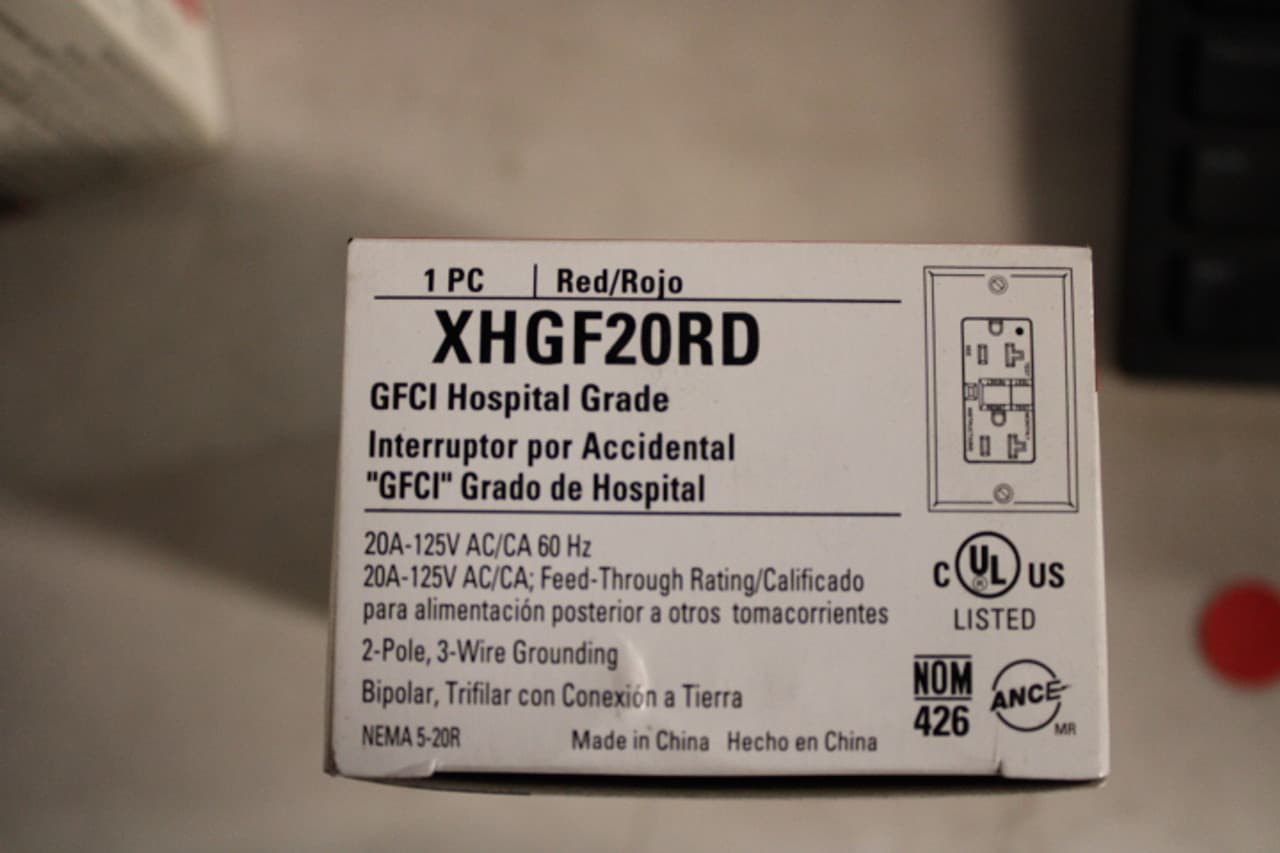 1 PC | Red/Rojo
XHGF20RD
GFCI Hospital Grade
Interruptor por Accidental
"GFCI" Grado de Hospital
20A-125V AC/CA 60 Hz
20A-125V AC/CA; Feed-Through Rating/Calificado
para alimentación posterior a otros tomacorrientes
2-Pole, 3-Wire Grounding
Bipolar, Trifilar con Conexión a Tierra
NEMA 5-20R
Made in China Hecho en China
C UL® US
LISTED
NOM
426
ANCE
MR